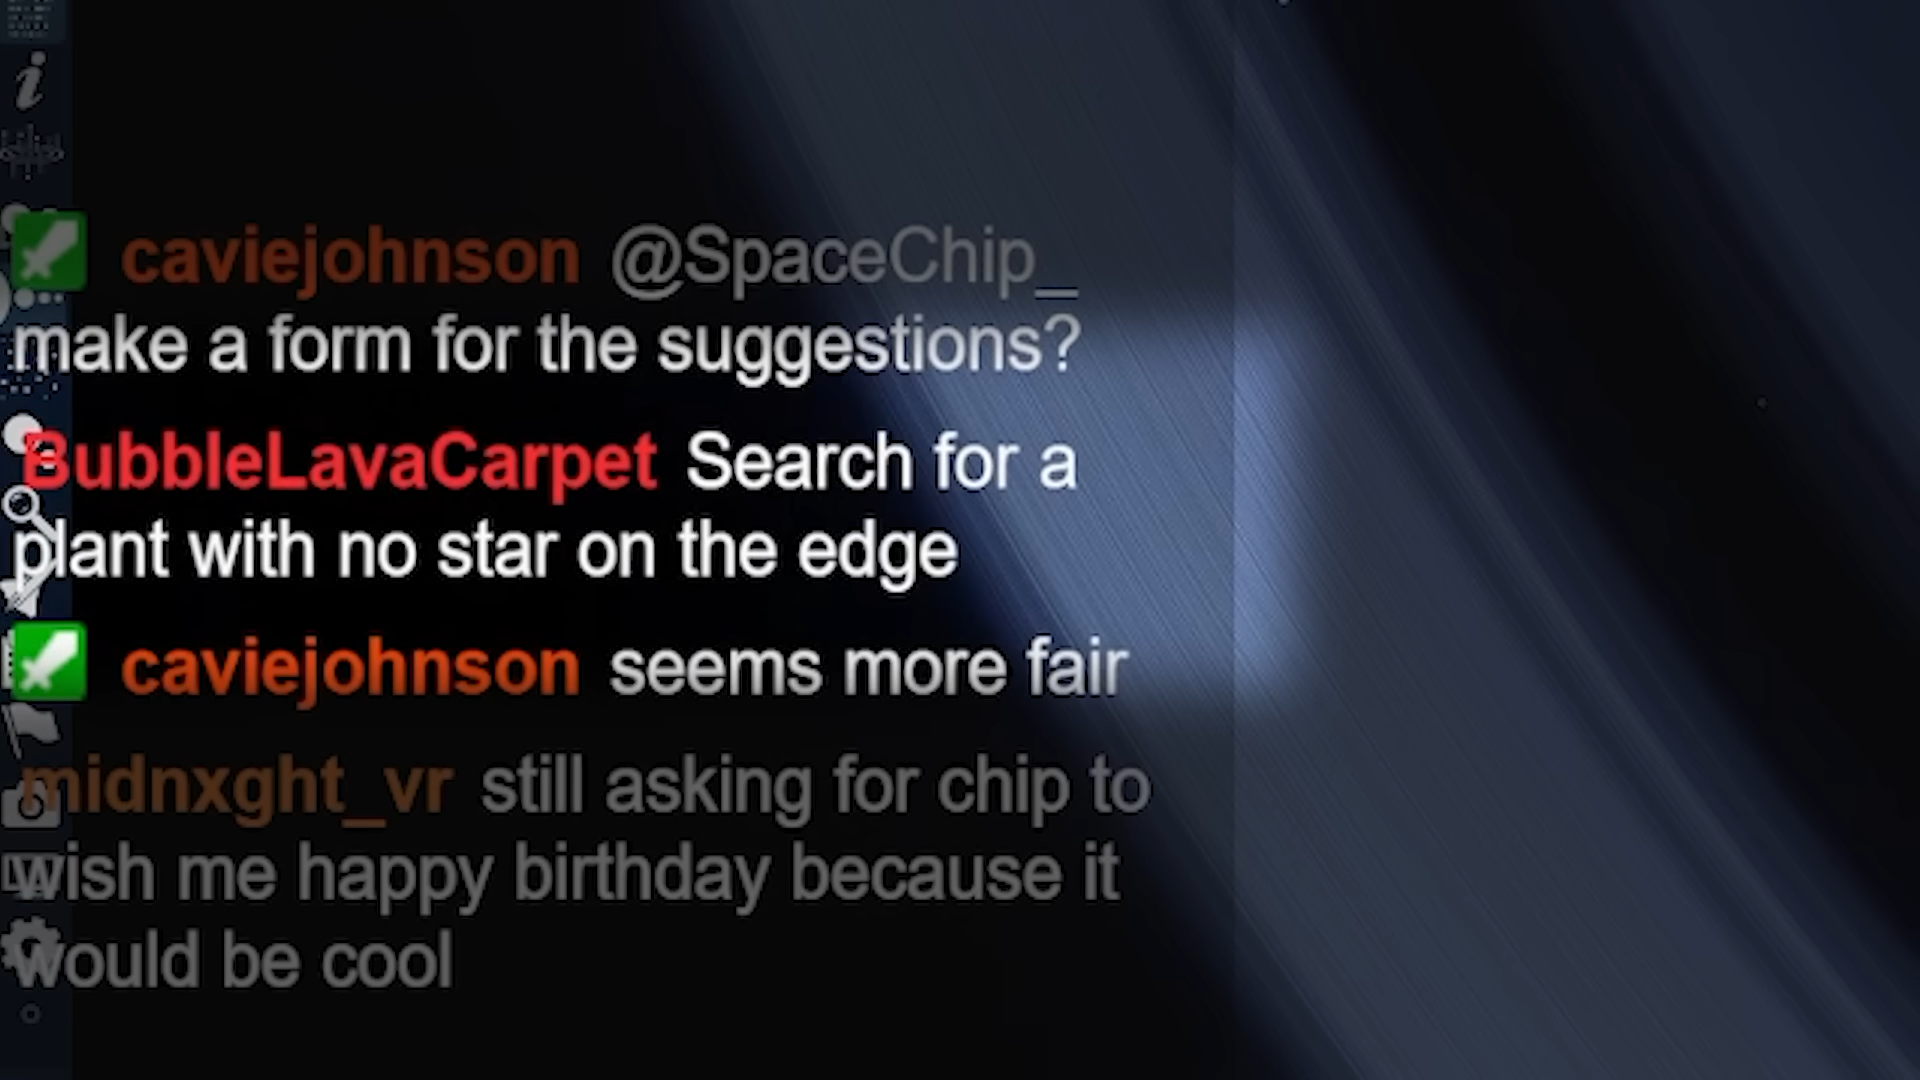 caviejohnson @SpaceChip_
make a form for the suggestions?
BubbleLavaCarpet Search for a
plant with no star on the edge
caviejohnson seems more fair
midnxght_vr still asking for chip to
wish me happy birthday because it
would be cool